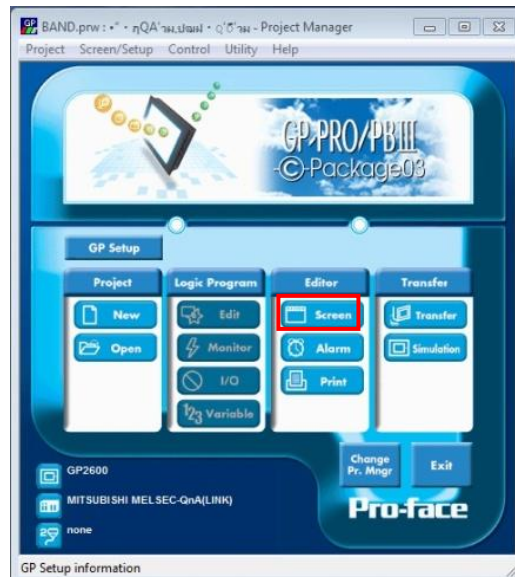 BAND.prw : - Project Manager
Project Screen/Setup Control Utility Help
GP-PRO/PBIII
-C-Package03
GP Setup
Project
New
Open
Logic Program
Edit
Monitor
I/O
123 Variable
Editor
Screen
Alarm
Print
Transfer
Transfer
Simulation
Change
Pr. Mngr
Exit
GP2600
MITSUBISHI MELSEC-QnA(LINK)
none
Pro-face
GP Setup information